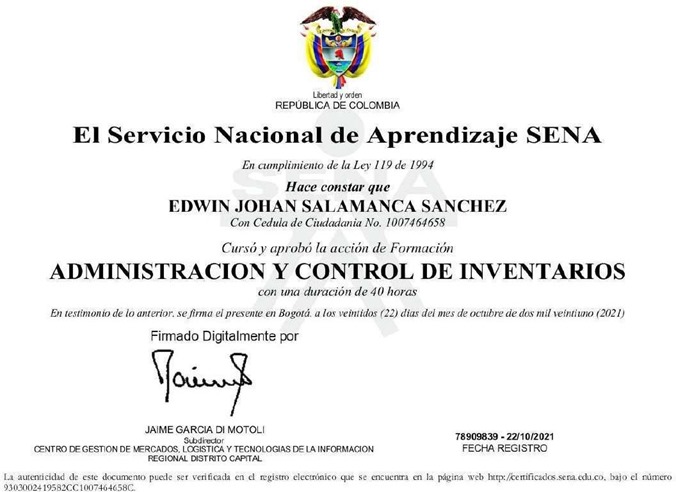 Libertad y orden
REPÚBLICA DE COLOMBIA
SENA
El Servicio Nacional de Aprendizaje SENA
En cumplimiento de la Ley 119 de 1994
Hace constar que
EDWIN JOHAN SALAMANCA SANCHEZ
Con Cedula de Ciudadania No. 1007464658
Cursó y aprobó la acción de Formación
ADMINISTRACION Y CONTROL DE INVENTARIOS
con una duración de 40 horas
En testimonio de lo anterior, se firma el presente en Bogotá, a los veintidos (22) dias del mes de octubre de dos mil veintiuno (2021)
Firmado Digitalmente por
JAIME GARCIA DI MOTOLI
Subdirector
CENTRO DE GESTION DE MERCADOS, LOGISTICA Y TECNOLOGIAS DE LA INFORMACION
REGIONAL DISTRITO CAPITAL
78909839 - 22/10/2021
FECHA REGISTRO
La autenticidad de este documento puede ser verificada en el registro electrónico que se encuentra en la página web http://certificados.sena.edu.co, bajo el número
9303002419582CC1007464658C.